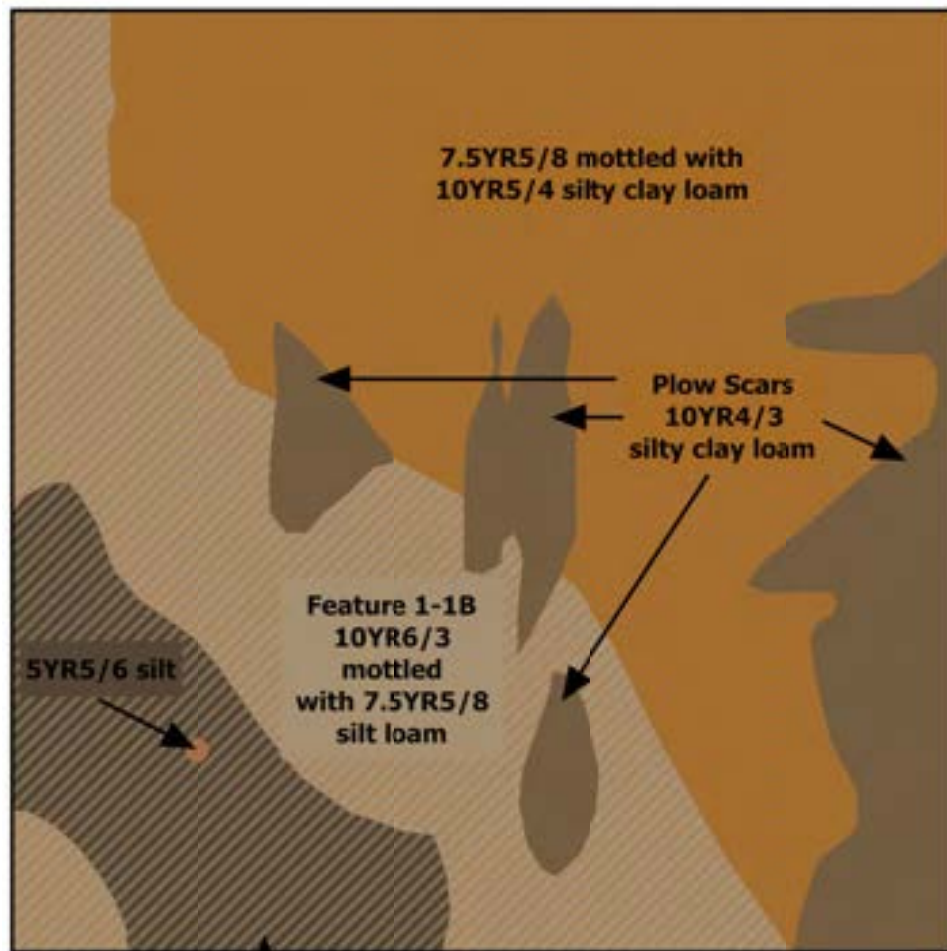 7.5YR5/8 mottled with
10YR5/4 silty clay loam
Plow Scars
10YR4/3
silty clay loam
Feature 1-1B
10YR6/3
mottled
with 7.5YR5/8
silt loam
5YR5/6 silt